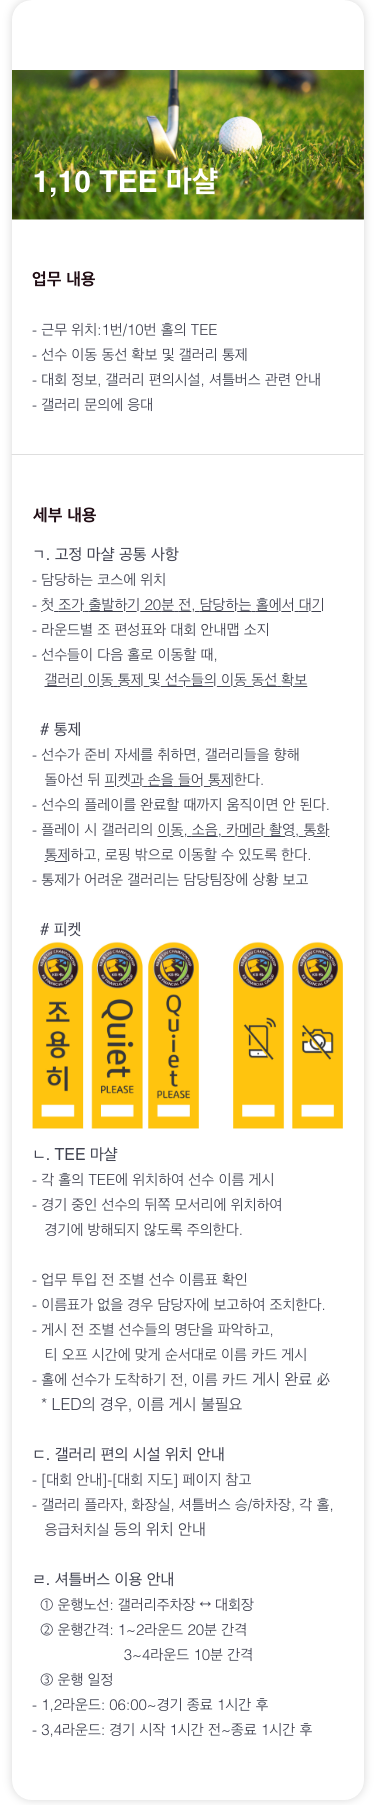 1,10 TEE 마샬
업무 내용
- 근무 위치:1번/10번 홀의 TEE
- 선수 이동 동선 확보 및 갤러리 통제
- 대회 정보, 갤러리 편의시설, 셔틀버스 관련 안내
- 갤러리 문의에 응대
세부 내용
ㄱ. 고정 마샬 공통 사항
- 담당하는 코스에 위치
- 첫 조가 출발하기 20분 전, 담당하는 홀에서 대기
- 라운드별 조 편성표와 대회 안내맵 소지
- 선수들이 다음 홀로 이동할 때,
갤러리 이동 통제 및 선수들의 이동 동선 확보
# 통제
- 선수가 준비 자세를 취하면, 갤러리들을 향해
돌아선 뒤 피켓과 손을 들어 통제한다.
- 선수의 플레이를 완료할 때까지 움직이면 안 된다.
- 플레이 시 갤러리의 이동, 소음, 카메라 촬영, 통화
통제하고, 로핑 밖으로 이동할 수 있도록 한다.
- 통제가 어려운 갤러리는 담당팀장에 상황 보고
# 피켓
조용히
Quiet
PLEASE
Quiet
PLEASE
ㄴ. TEE 마샬
- 각 홀의 TEE에 위치하여 선수 이름 게시
- 경기 중인 선수의 뒤쪽 모서리에 위치하여
경기에 방해되지 않도록 주의한다.
- 업무 투입 전 조별 선수 이름표 확인
- 이름표가 없을 경우 담당자에 보고하여 조치한다.
- 게시 전 조별 선수들의 명단을 파악하고,
티 오프 시간에 맞게 순서대로 이름 카드 게시
- 홀에 선수가 도착하기 전, 이름 카드 게시 완료 必
* LED의 경우, 이름 게시 불필요
ㄷ. 갤러리 편의 시설 위치 안내
- [대회 안내]-[대회 지도] 페이지 참고
- 갤러리 플라자, 화장실, 셔틀버스 승/하차장, 각 홀,
응급처치실 등의 위치 안내
ㄹ. 셔틀버스 이용 안내
① 운행노선: 갤러리주차장 ↔ 대회장
② 운행간격: 1~2라운드 20분 간격
3~4라운드 10분 간격
③ 운행 일정
- 1,2라운드: 06:00~경기 종료 1시간 후
- 3,4라운드: 경기 시작 1시간 전~종료 1시간 후